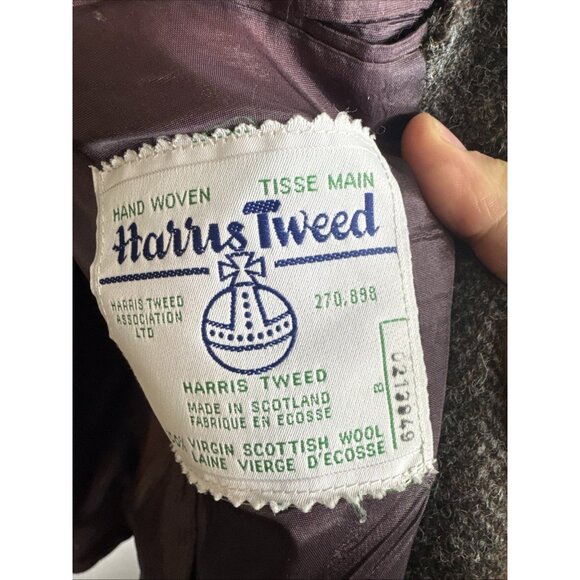 HAND WOVEN TISSE MAIN
Harris Tweed
HARRIS TWEED
ASSOCIATION
LTD
270,898
HARRIS TWEED
MADE IN SCOTLAND
FABRIQUE EN ECOSSE
VIRGIN SCOTTISH WOOL
LAINE VIERGE D'ECOSSE
B